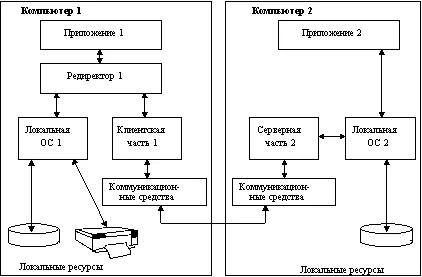 Компьютер 1
Компьютер 2
Приложение 1
Приложение 2
Редиректор 1
Локальная
ОС 1
Клиентская
часть 1
Серверная
часть 2
Локальная
ОС 2
Коммуникацион-
ные средства
Коммуникацион-
ные средства
Локальные ресурсы
Локальные ресурсы